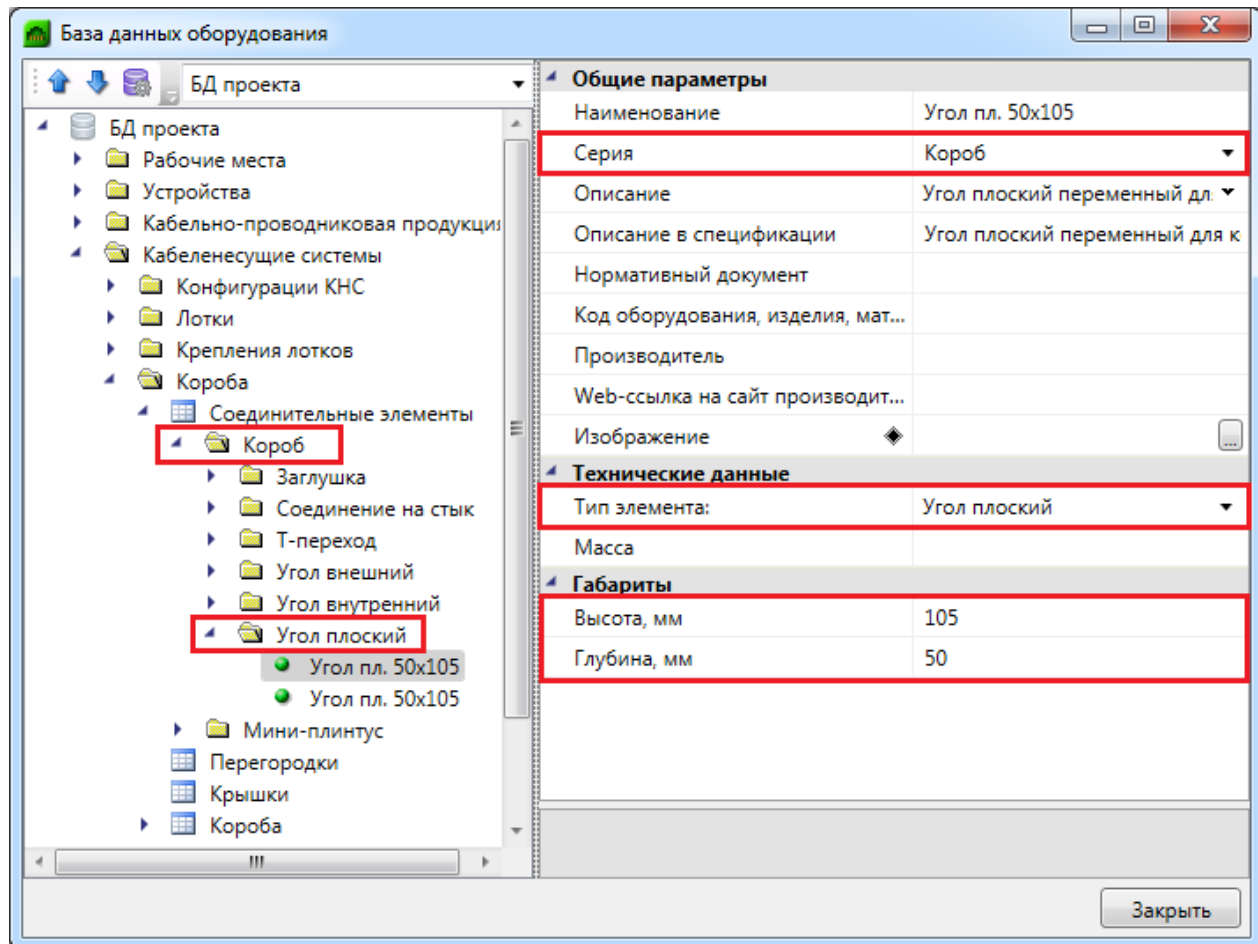 База данных оборудования
БД проекта
БД проекта
Рабочие места
Устройства
Кабельно-проводниковая продукция
Кабеленесущие системы
Конфигурации КНС
Лотки
Крепления лотков
Короба
Соединительные элементы
Короб
Заглушка
Соединение на стык
Т-переход
Угол внешний
Угол внутренний
Угол плоский
Угол пл. 50x105
Угол пл. 50x105
Мини-плинтус
Перегородки
Крышки
Короба
Общие параметры
Наименование Угол пл. 50x105
Серия Короб
Описание Угол плоский переменный дл
Описание в спецификации Угол плоский переменный для к
Нормативный документ
Код оборудования, изделия, мат...
Производитель
Web-ссылка на сайт производит...
Изображение ...
Технические данные
Тип элемента: Угол плоский
Масса
Габариты
Высота, мм 105
Глубина, мм 50
Закрыть